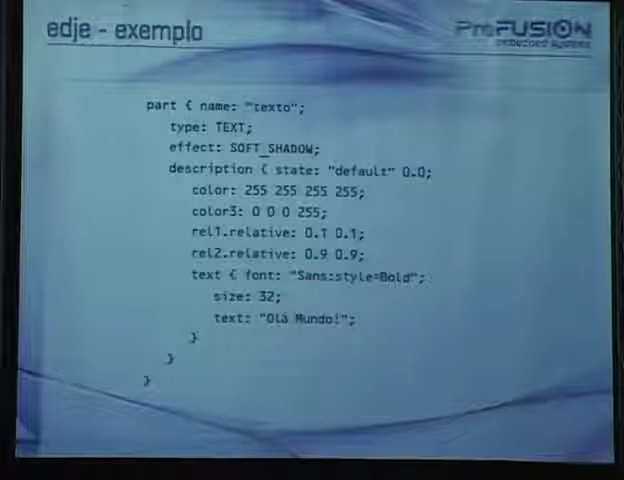 edje - exemplo
ProFUSION
embedded systems
part { name: "texto";
type: TEXT;
effect: SOFT_SHADOW;
description { state: "default" 0.0;
color: 255 255 255 255;
color3: 0 0 0 255;
rel1.relative: 0.1 0.1;
rel2.relative: 0.9 0.9;
text { font: "Sans:style=Bold";
size: 32;
text: "Olá Mundo!";
}
}
}